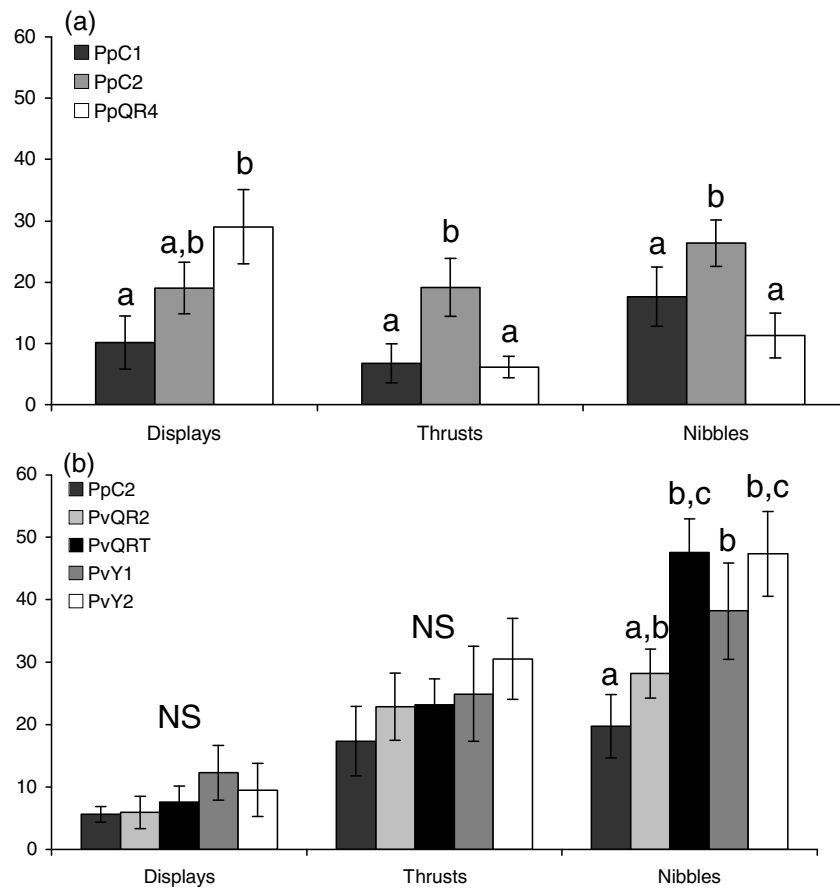 (a)
60
50
40
30
20
10
0
PpC1
PpC2
PpQR4
a
a,b
b
a
b
a
a
b
a
Displays Thrusts Nibbles
(b)
60
50
40
30
20
10
0
PpC2
PvQR2
PvQRT
PvY1
PvY2
NS
NS
a
a,b
b,c
b
b,c
Displays Thrusts Nibbles